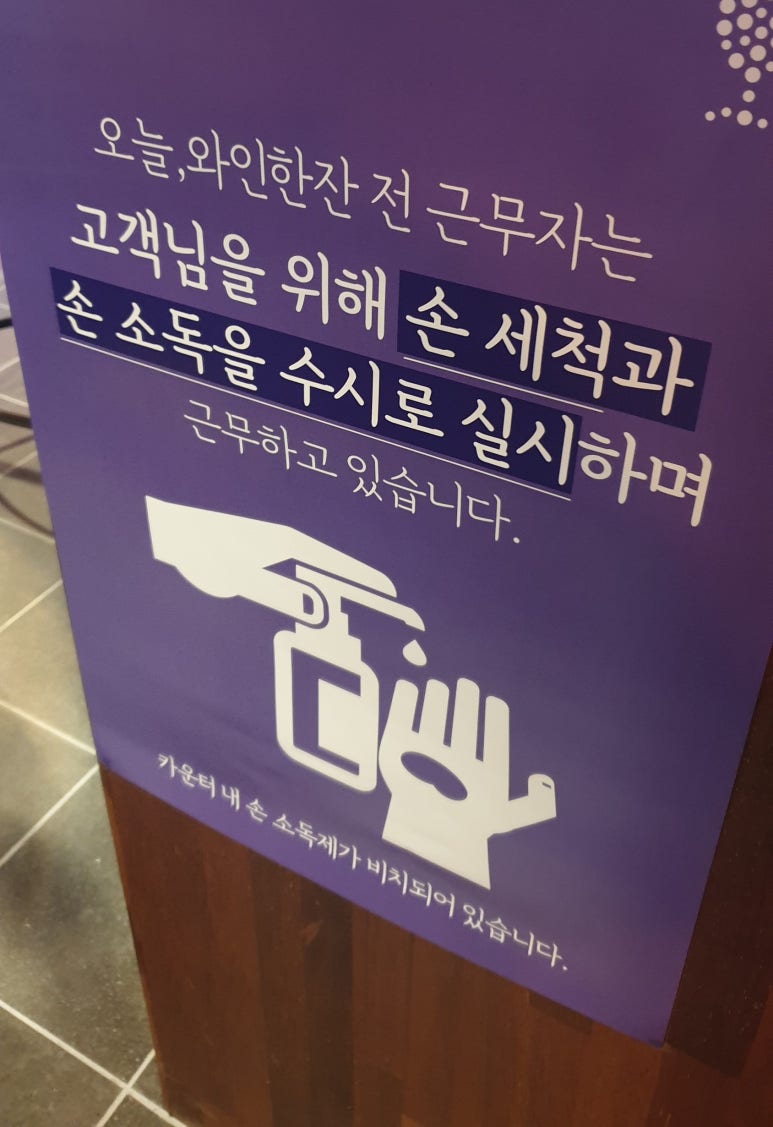 오늘,와인한잔 전 근무자는
고객님을 위해 손 세척과
손 소독을 수시로 실시하며
근무하고 있습니다.
카운터 내 손 소독제가 비치되어 있습니다.